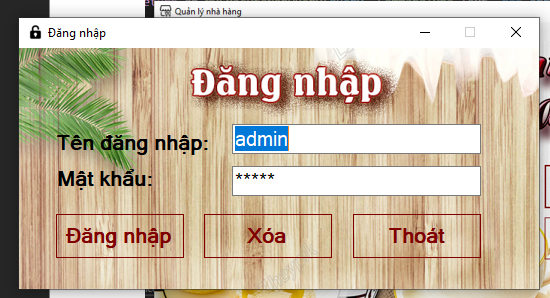 Quản lý nhà hàng
Đăng nhập
Đăng nhập
Tên đăng nhập: admin
Mật khẩu: *****
Đăng nhập Xóa Thoát